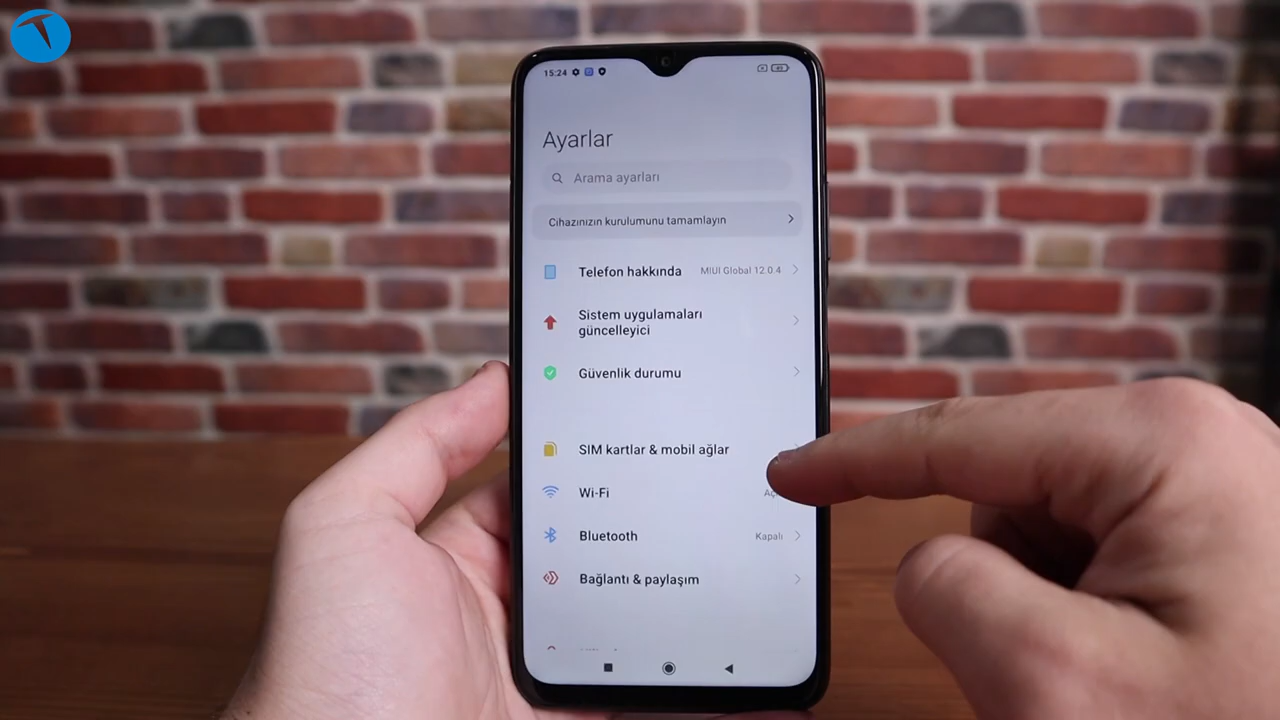 15:24
Ayarlar
Arama ayarları
Cihazınızın kurulumunu tamamlayın
Telefon hakkında MIUI Global 12.0.4
Sistem uygulamaları
güncelleyici
Güvenlik durumu
SIM kartlar & mobil ağlar
Wi-Fi
Bluetooth Kapalı
Bağlantı & paylaşım